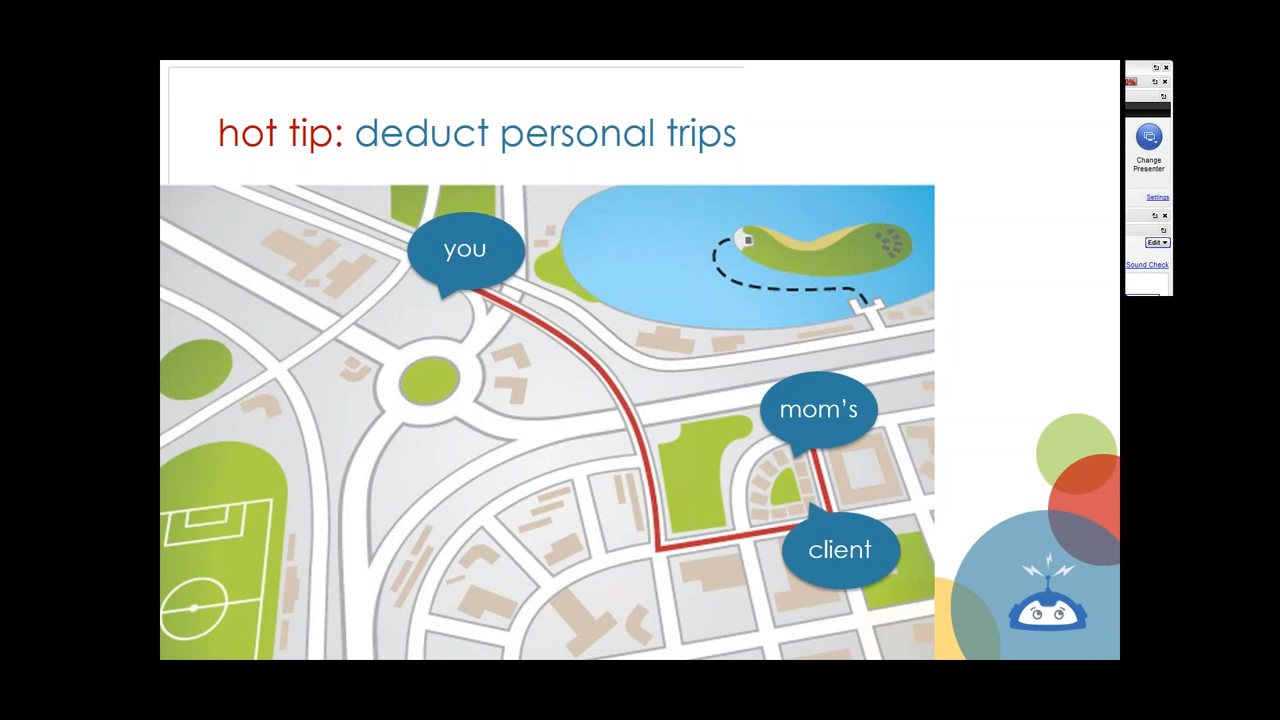 hot tip: deduct personal trips
you
mom's
client
Change
Presenter
Settings
Edit
Sound Check